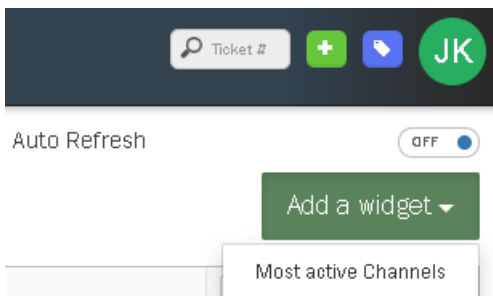 Ticket #
JK
Auto Refresh
OFF
Add a widget
Most active Channels